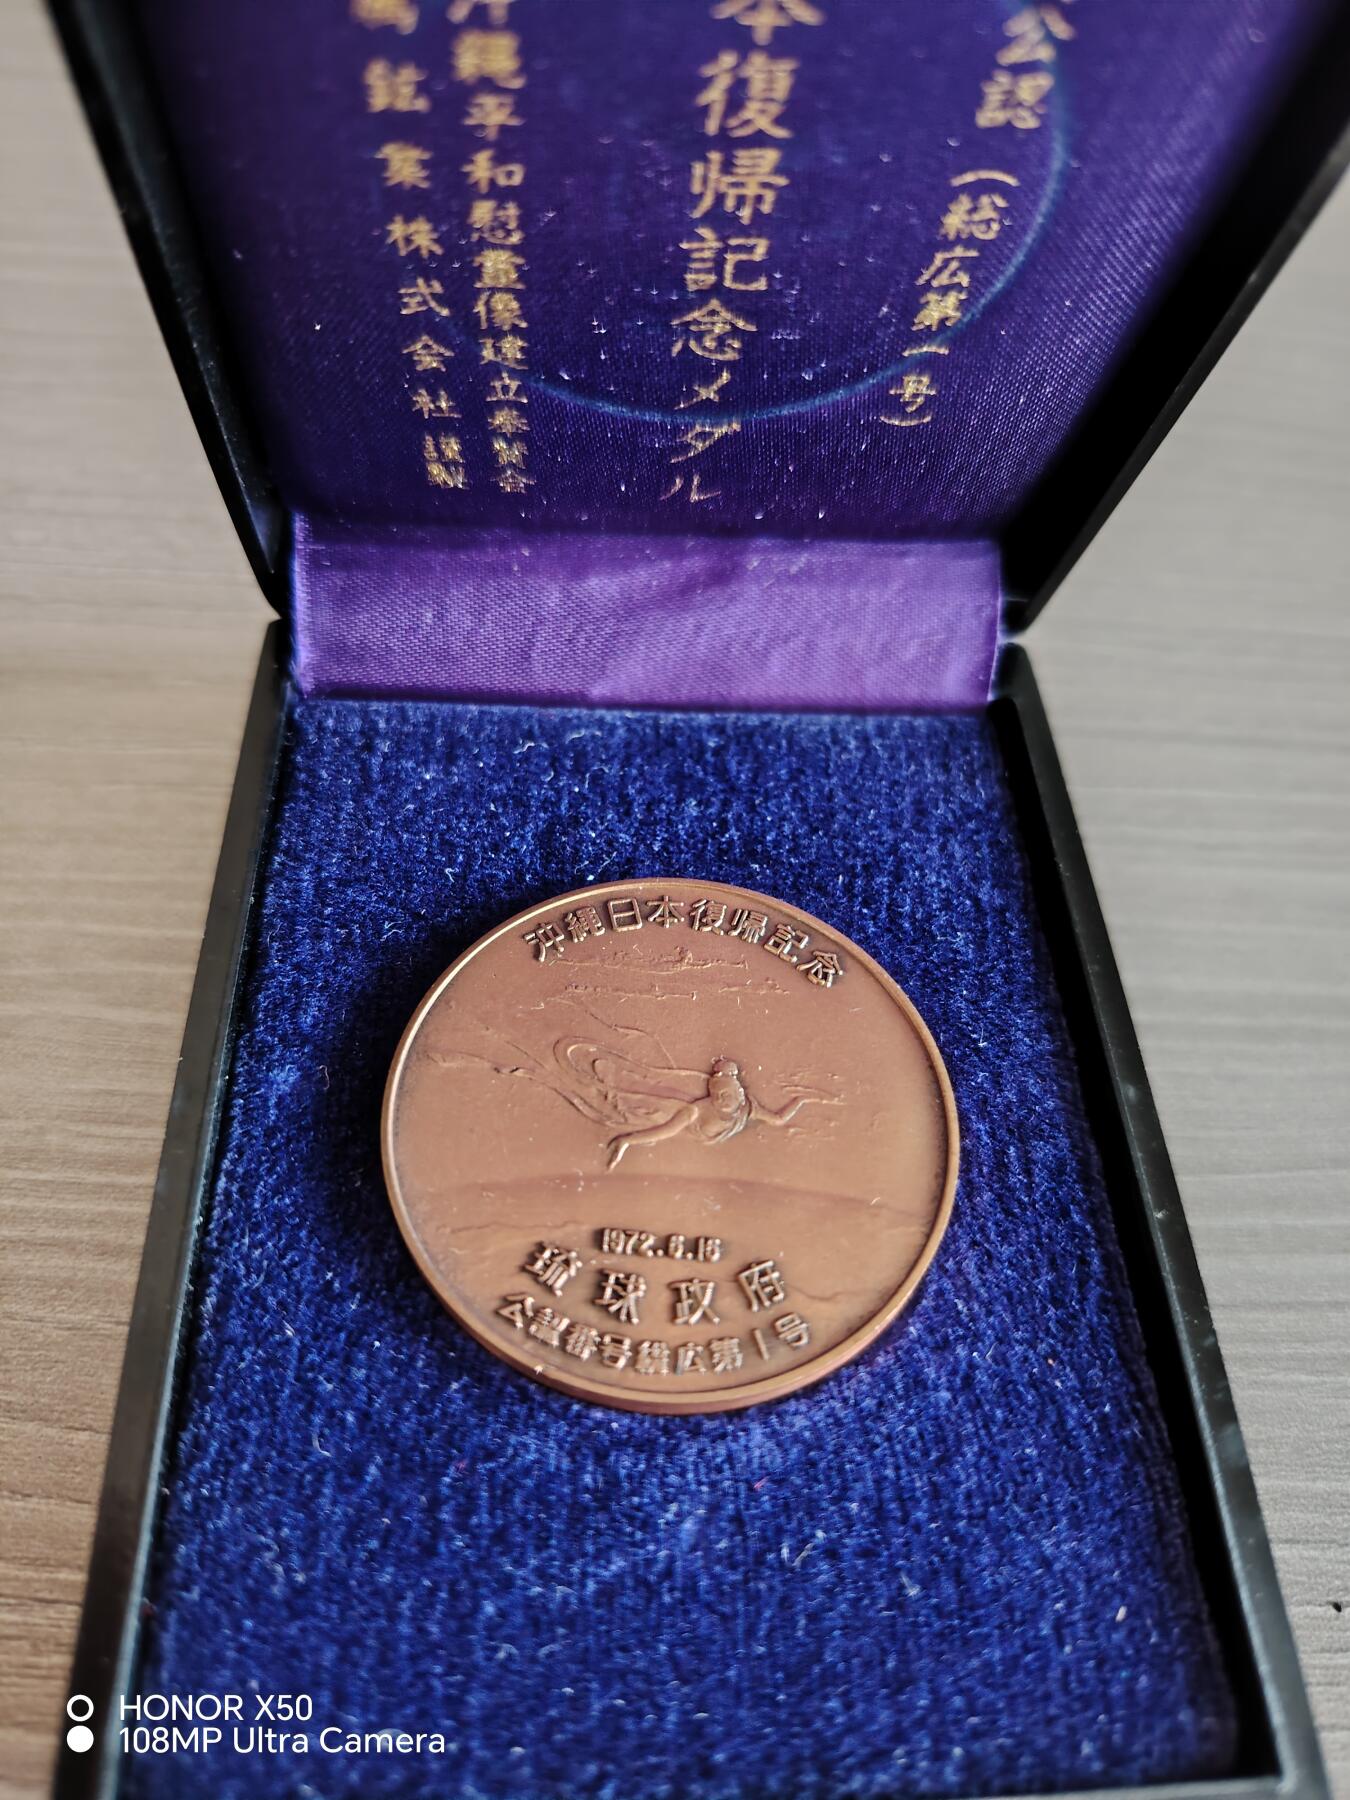 公認（総広第一号）
本復帰記念メダル
沖縄平和慰霊像建立奉賛会
鉱業株式会社謹製
沖縄日本復帰記念
1972.5.15
琉球政府
公認番号総広第1号
HONOR X50
108MP Ultra Camera